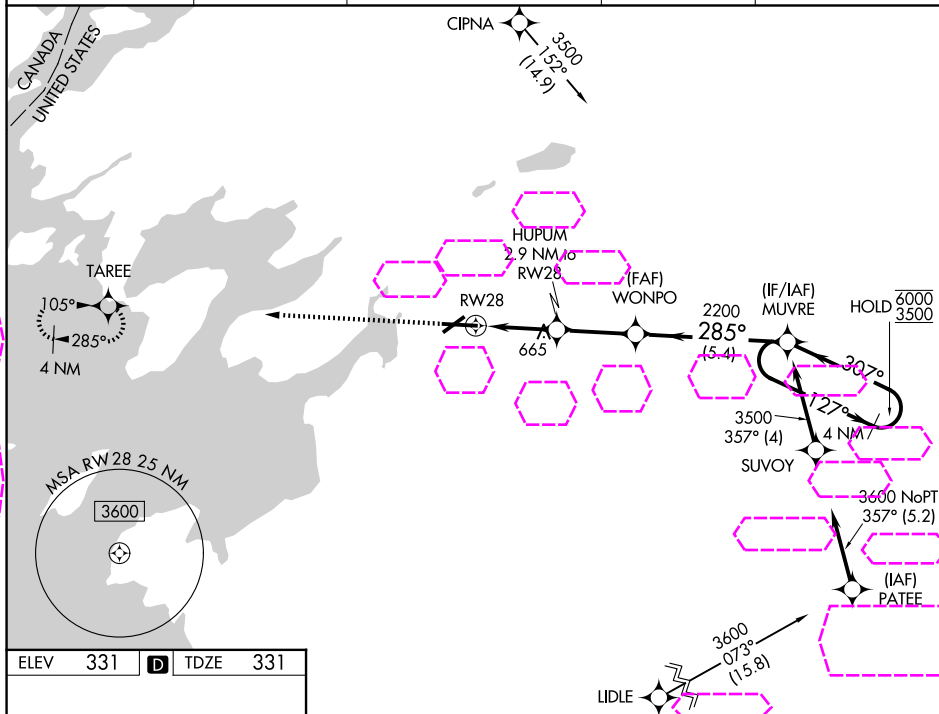 CIPNA
3500
152°
(14.9)
CANADA
UNITED STATES
HUPUM
2.9 NM to
RW28
(FAF)
WONPO
(IF/IAF)
MUVRE
HOLD
6000
3500
TAREE
105°
285°
4 NM
RW28
665
2200
285°
(5.4)
307°
127°
4 NM
3500
357° (4)
SUVOY
3600 NoPT
357° (5.2)
(IAF)
PATEE
MSA RW28 25 NM
3600
3600
073°
(15.8)
LIDLE
ELEV 331 D TDZE 331